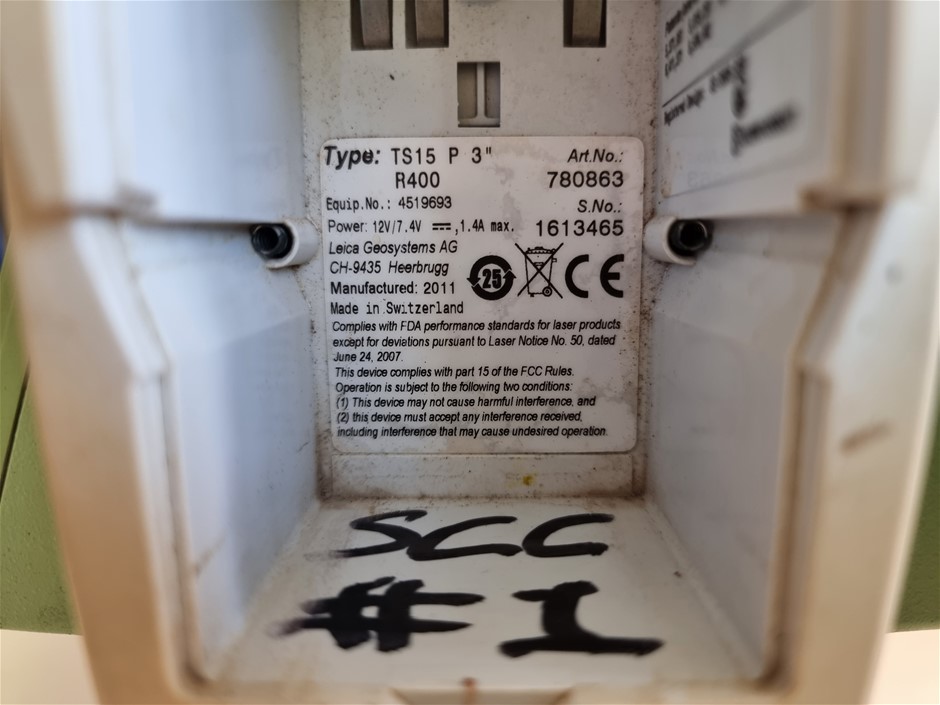 Type: TS15 P 3"
R400
Art.No.:
780863
Equip.No.: 4519693
S.No.:
1613465
Power: 12V/7.4V ⎓, 1.4A max.
Leica Geosystems AG
CH-9435 Heerbrugg
Manufactured: 2011
Made in Switzerland
25
CE
Complies with FDA performance standards for laser products
except for deviations pursuant to Laser Notice No. 50, dated
June 24, 2007.
This device complies with part 15 of the FCC Rules.
Operation is subject to the following two conditions:
(1) This device may not cause harmful interference, and
(2) this device must accept any interference received,
including interference that may cause undesired operation.
SCC
# 1